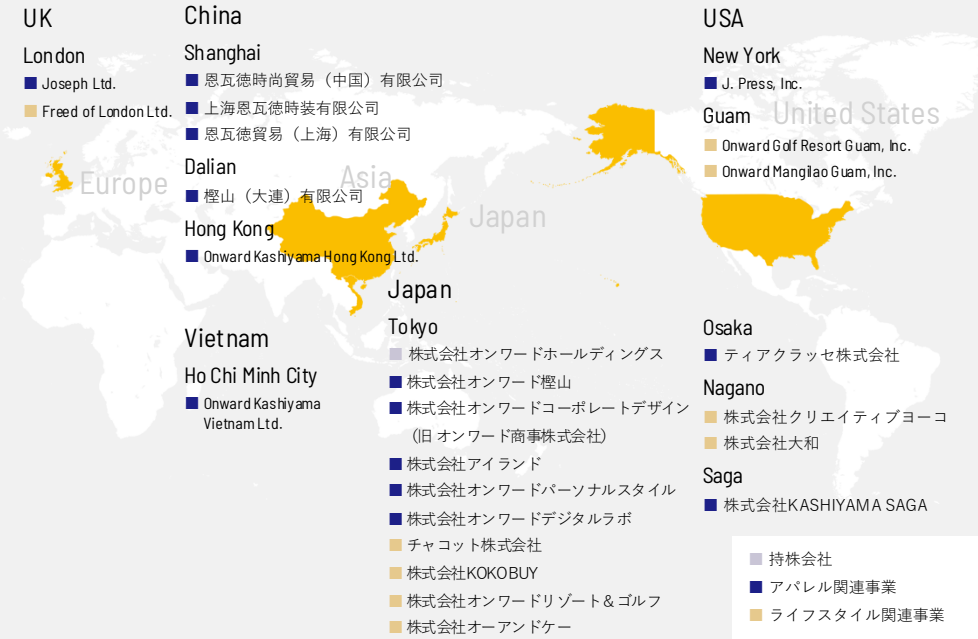 UK
London
Joseph Ltd.
Freed of London Ltd.
China
Shanghai
恩瓦徳時尚貿易（中国）有限公司
上海恩瓦徳時装有限公司
恩瓦徳貿易（上海）有限公司
Dalian
樫山（大連）有限公司
Hong Kong
Onward Kashiyama Hong Kong Ltd.
Vietnam
Ho Chi Minh City
Onward Kashiyama
Vietnam Ltd.
Europe
Asia
Japan
United States
Japan
Tokyo
株式会社オンワードホールディングス
株式会社オンワード樫山
株式会社オンワードコーポレートデザイン
（旧 オンワード商事株式会社）
株式会社アイランド
株式会社オンワードパーソナルスタイル
株式会社オンワードデジタルラボ
チャコット株式会社
株式会社KOKOBUY
株式会社オンワードリゾート＆ゴルフ
株式会社オーアンドケー
USA
New York
J. Press, Inc.
Guam
Onward Golf Resort Guam, Inc.
Onward Mangilao Guam, Inc.
Osaka
ティアクラッセ株式会社
Nagano
株式会社クリエイティブヨーコ
株式会社大和
Saga
株式会社KASHIYAMA SAGA
持株会社
アパレル関連事業
ライフスタイル関連事業